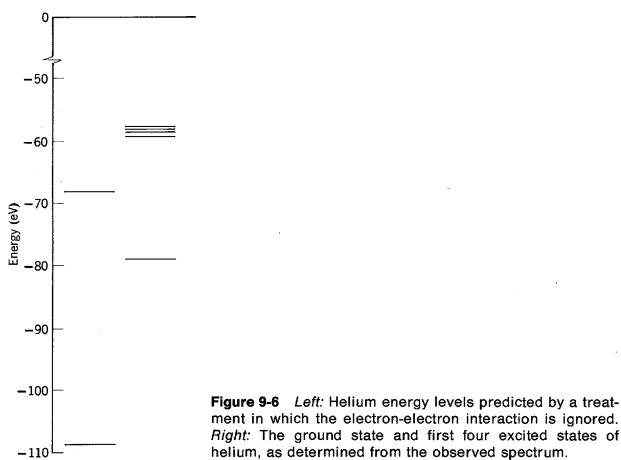 0
−50
−60
−70
−80
−90
−100
−110
Energy (eV)
Figure 9-6 Left: Helium energy levels predicted by a treat-
ment in which the electron-electron interaction is ignored.
Right: The ground state and first four excited states of
helium, as determined from the observed spectrum.